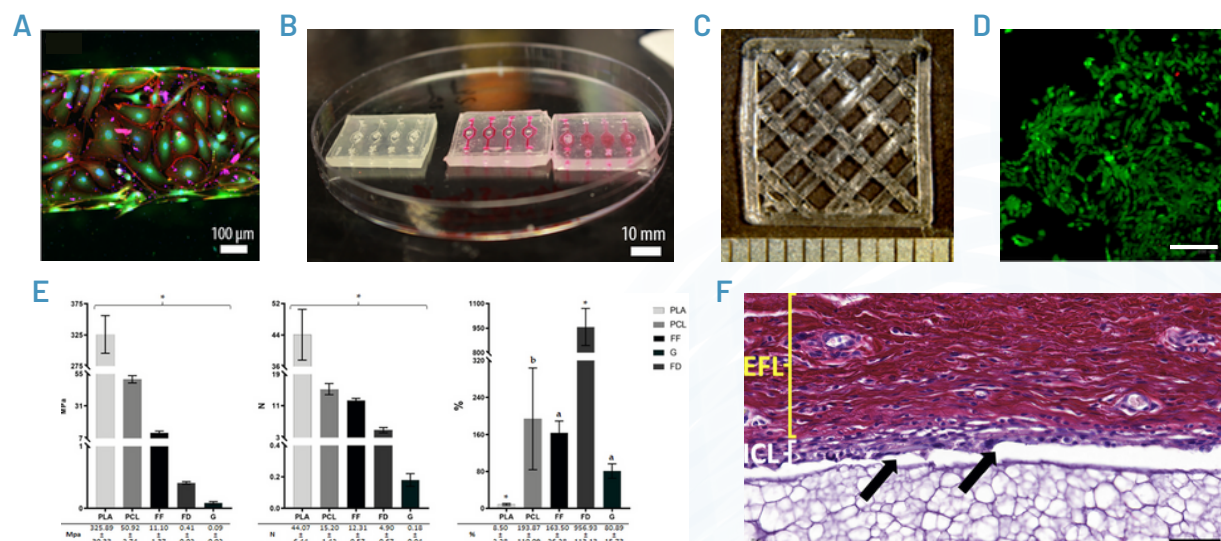 A
B
C
D
100 µm
10 mm
E
F
*
375
325
275
55
31
7
1
0
MPa
PLA
PCL
FF
FD
G
325.89
50.92
11.10
0.41
0.09
Mpa
±
±
±
±
±
*
52
44
36
19
11
3
0.4
0.2
0.0
N
PLA
PCL
FF
FD
G
44.07
15.20
12.31
4.90
0.18
N
±
±
±
±
±
1100
950
800
320
240
160
80
0
%
*
b
a
*
a
PLA
PCL
FF
FD
G
8.50
193.87
163.50
956.93
80.89
%
±
±
±
±
±
PLA
PCL
FF
G
FD
EFL
ICL